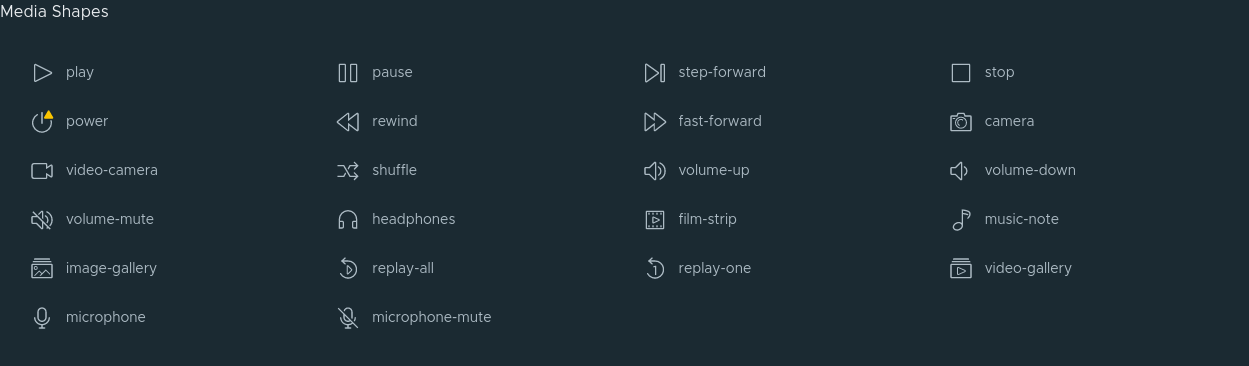 Media Shapes
play pause step-forward stop
power rewind fast-forward camera
video-camera shuffle volume-up volume-down
volume-mute headphones film-strip music-note
image-gallery replay-all replay-one video-gallery
microphone microphone-mute